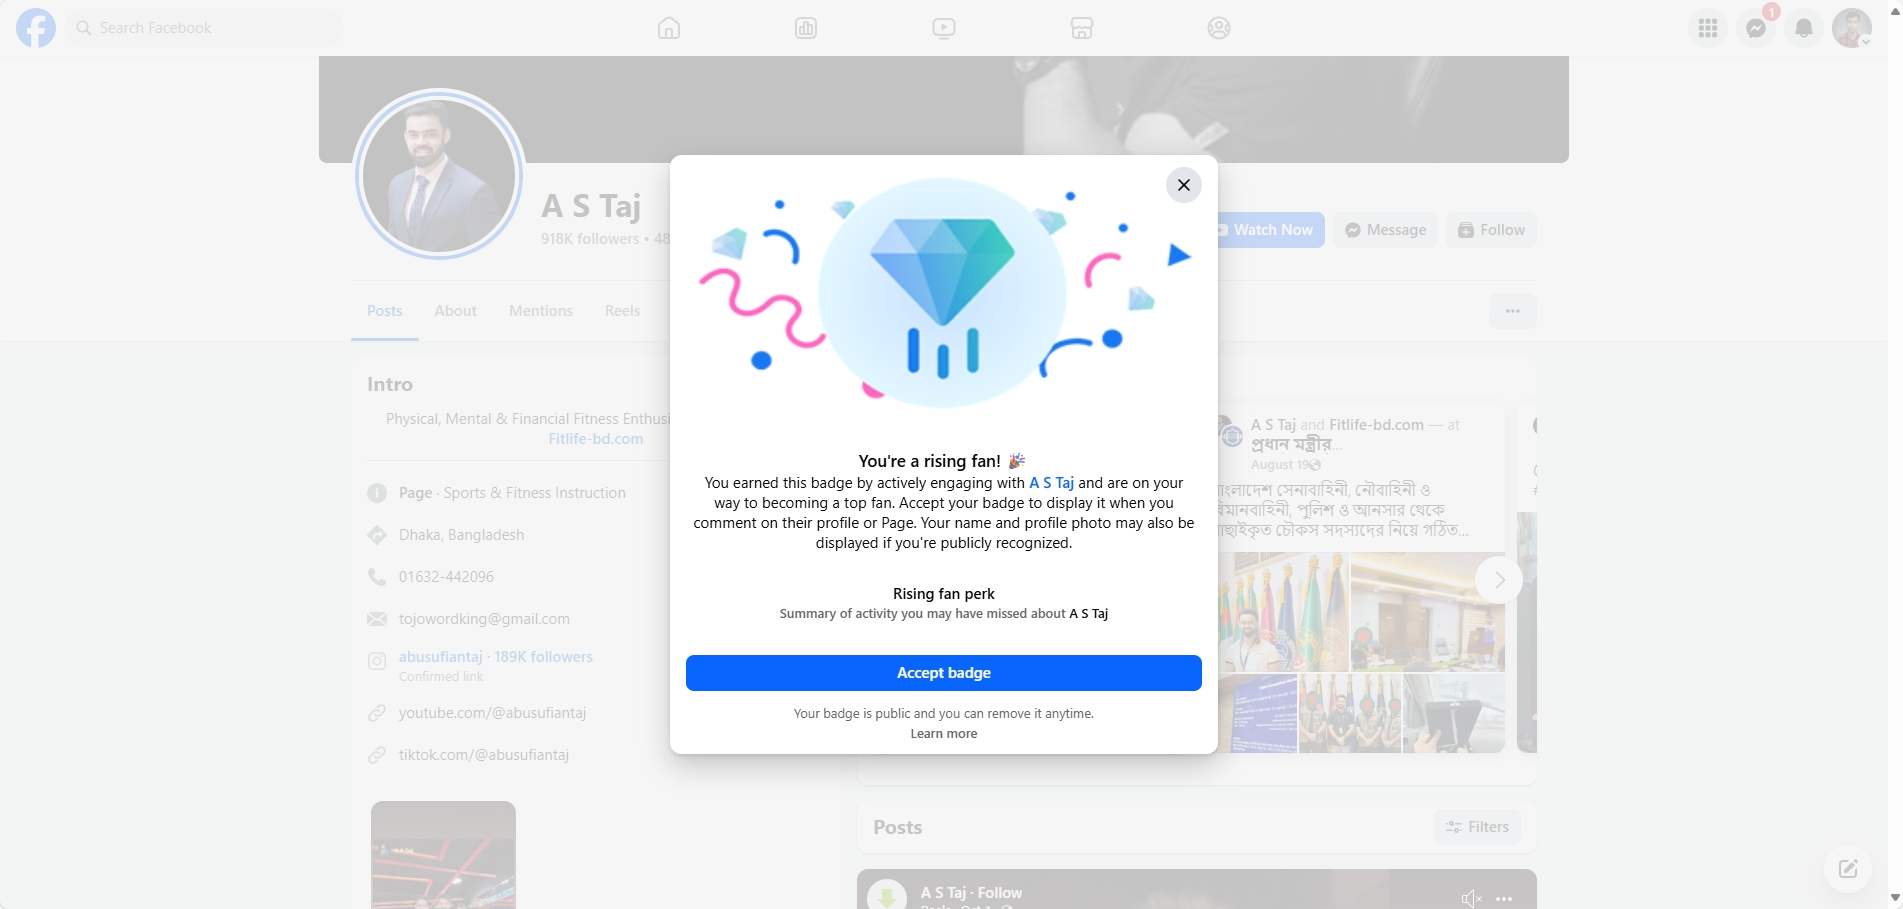 Search Facebook
1
A S Taj
918K followers • 48
Watch Now
Message
Follow
Posts
About
Mentions
Reels
Intro
Physical, Mental & Financial Fitness
Fitlife-bd.com
Page · Sports & Fitness Instruction
Dhaka, Bangladesh
01632-442096
tojowordking@gmail.com
abusufiantaj · 189K followers
Confirmed link
youtube.com/@abusufiantaj
tiktok.com/@abusufiantaj
You're a rising fan! 🎉
You earned this badge by actively engaging with A S Taj and are on your
way to becoming a top fan. Accept your badge to display it when you
comment on their profile or Page. Your name and profile photo may also be
displayed if you're publicly recognized.
Rising fan perk
Summary of activity you may have missed about A S Taj
Accept badge
Your badge is public and you can remove it anytime.
Learn more
A S Taj and Fitlife-bd.com — at
প্রধান মন্ত্রীর...
August 19
সেনাবাহিনী, নৌবাহিনী ও
পুলিশ ও আনসার থেকে
চৌকস সদস্যদের নিয়ে গঠিত...
Posts
Filters
A S Taj · Follow